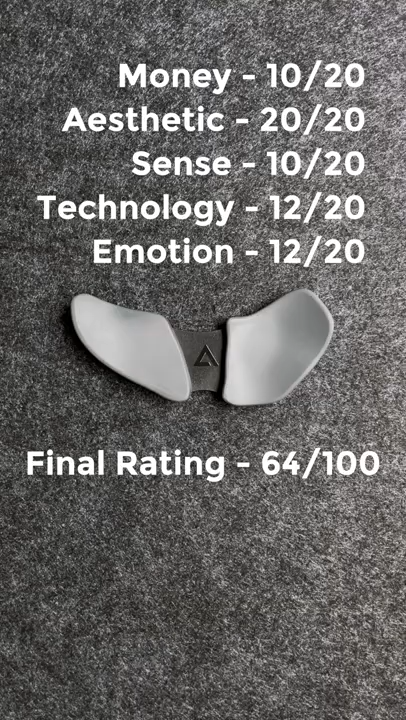 Money - 10/20
Aesthetic - 20/20
Sense - 10/20
Technology - 12/20
Emotion - 12/20
Final Rating - 64/100